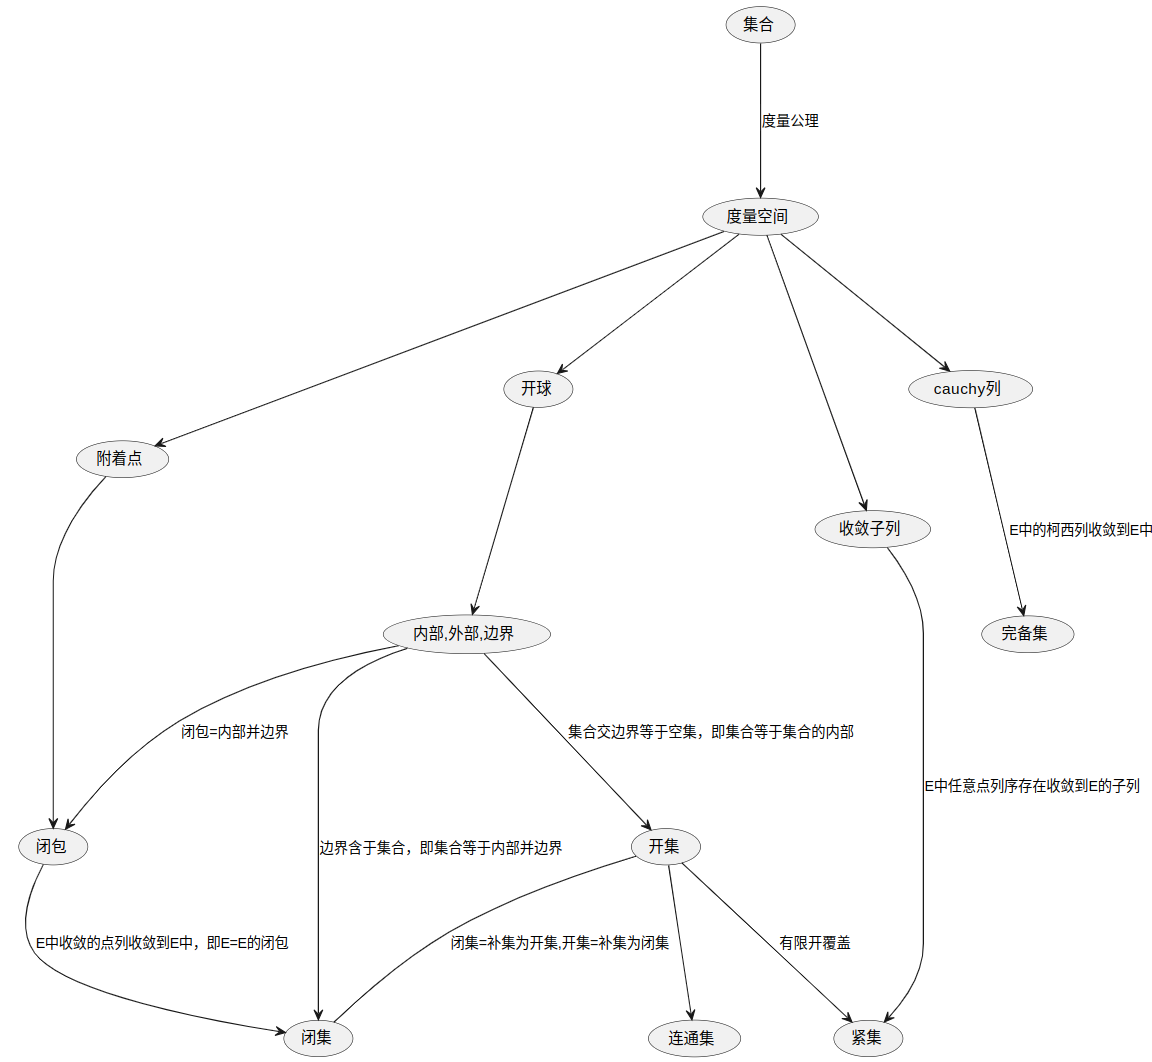 集合
度量公理
度量空间
开球
cauchy列
附着点
收敛子列
E中的柯西列收敛到E中
内部,外部,边界
完备集
闭包=内部并边界
集合交边界等于空集，即集合等于集合的内部
E中任意点列序存在收敛到E的子列
闭包
边界含于集合，即集合等于内部并边界
开集
E中收敛的点列收敛到E中，即E=E的闭包
闭集=补集为开集,开集=补集为闭集
有限开覆盖
闭集
连通集
紧集